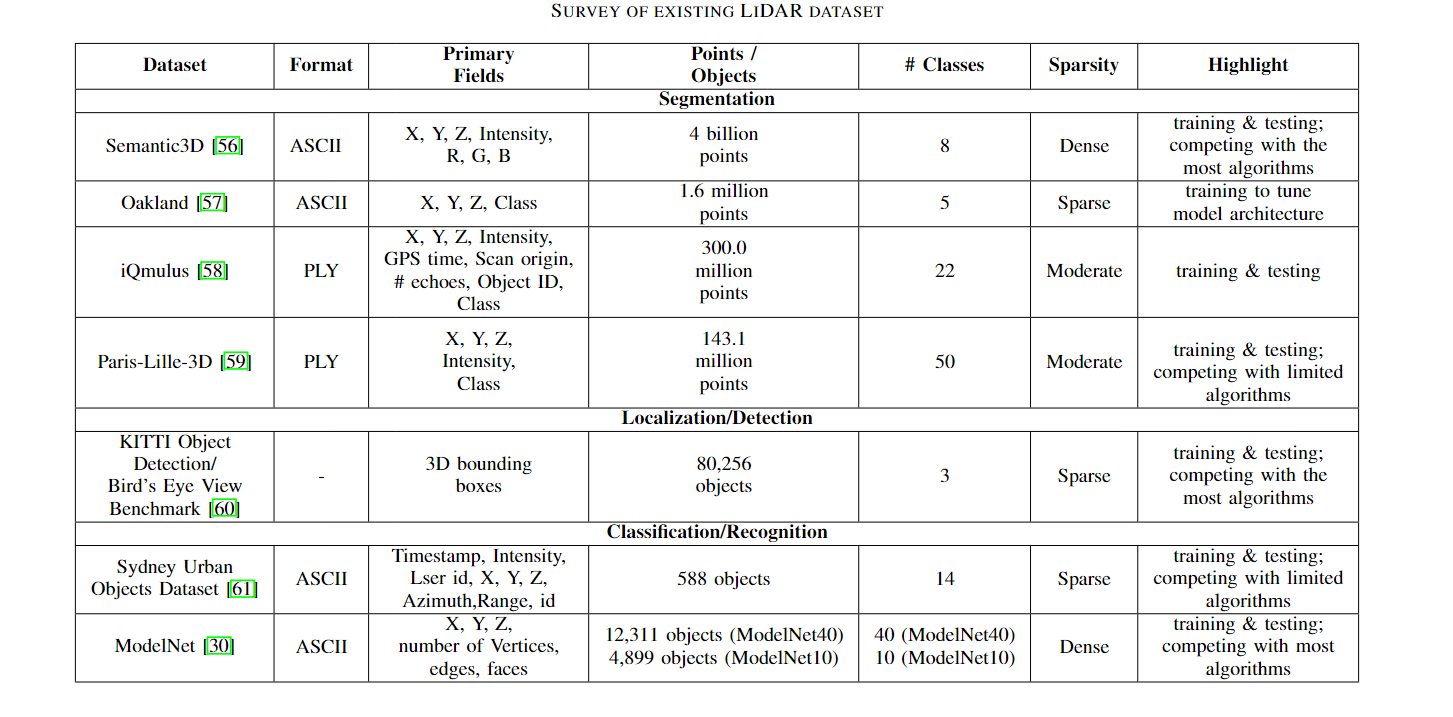 SURVEY OF EXISTING LIDAR DATASET
Dataset Format Primary Fields Points / Objects # Classes Sparsity Highlight
Segmentation
Semantic3D [56] ASCII X, Y, Z, Intensity, R, G, B 4 billion points 8 Dense training & testing; competing with the most algorithms
Oakland [57] ASCII X, Y, Z, Class 1.6 million points 5 Sparse training to tune model architecture
iQmulus [58] PLY X, Y, Z, Intensity, GPS time, Scan origin, # echoes, Object ID, Class 300.0 million points 22 Moderate training & testing
Paris-Lille-3D [59] PLY X, Y, Z, Intensity, Class 143.1 million points 50 Moderate training & testing; competing with limited algorithms
Localization/Detection
KITTI Object Detection/ Bird's Eye View Benchmark [60] - 3D bounding boxes 80,256 objects 3 Sparse training & testing; competing with the most algorithms
Classification/Recognition
Sydney Urban Objects Dataset [61] ASCII Timestamp, Intensity, Lser id, X, Y, Z, Azimuth,Range, id 588 objects 14 Sparse training & testing; competing with limited algorithms
ModelNet [30] ASCII X, Y, Z, number of Vertices, edges, faces 12,311 objects (ModelNet40) 4,899 objects (ModelNet10) 40 (ModelNet40) 10 (ModelNet10) Dense training & testing; competing with most algorithms